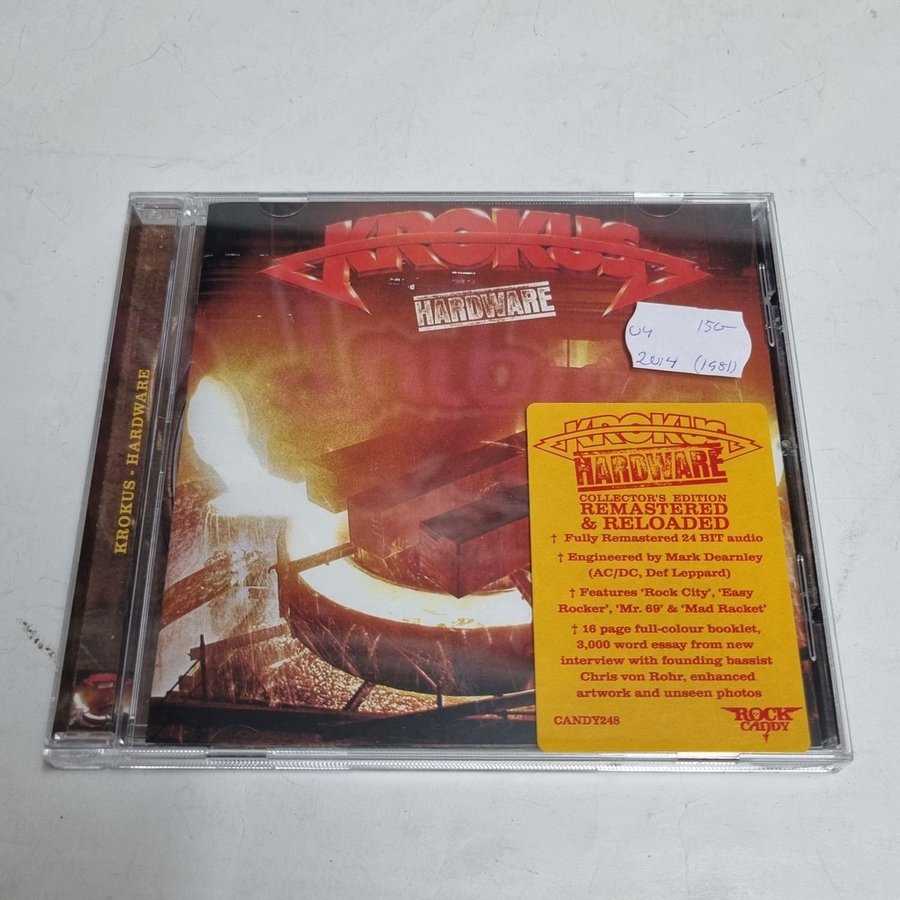 KROKUS
HARDWARE
KROKUS - HARDWARE
04 150-
2014 (1981)
KROKUS
HARDWARE
COLLECTOR'S EDITION
REMASTERED
& RELOADED
† Fully Remastered 24 BIT audio
† Engineered by Mark Dearnley
(AC/DC, Def Leppard)
† Features 'Rock City', 'Easy
Rocker', 'Mr. 69' & 'Mad Racket'
† 16 page full-colour booklet,
3,000 word essay from new
interview with founding bassist
Chris von Rohr, enhanced
artwork and unseen photos
CANDY248
ROCK
CANDY